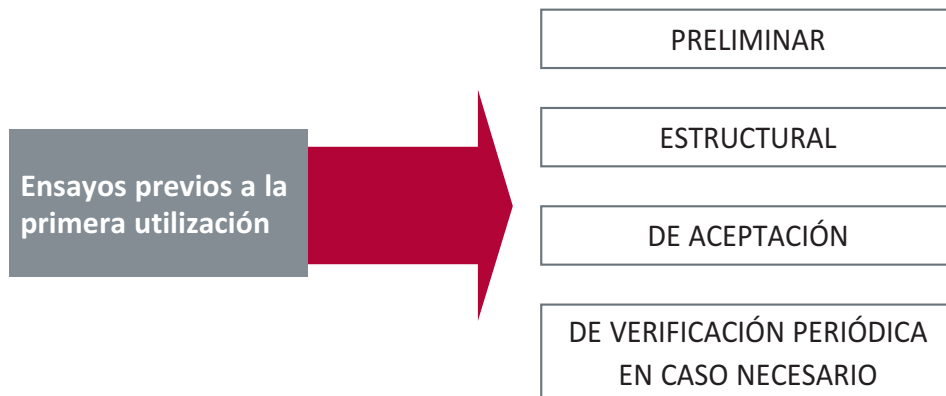 PRELIMINAR
ESTRUCTURAL
Ensayos previos a la
primera utilización
DE ACEPTACIÓN
DE VERIFICACIÓN PERIÓDICA
EN CASO NECESARIO